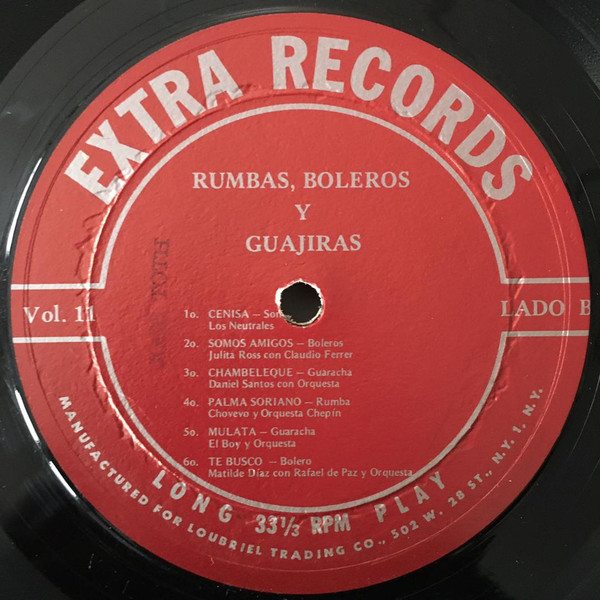 EXTRA RECORDS
RUMBAS, BOLEROS
Y
GUAJIRAS
Vol. 11
LADO B
1o. CENISA –
Los Neutrales
2o. SOMOS AMIGOS – Boleros
Julita Ross con Claudio Ferrer
3o. CHAMBELEQUE – Guaracha
Daniel Santos con Orquesta
4o. PALMA SORIANO – Rumba
Chovevo y Orquesta Chepín
5o. MULATA – Guaracha
El Boy y Orquesta
6o. TE BUSCO – Bolero
Matilde Díaz con Rafael de Paz y Orquesta
LONG 33 1/3 RPM PLAY
MANUFACTURED FOR LOUBRIEL TRADING CO., 502 W. 28 ST., N.Y. 1, N.Y.